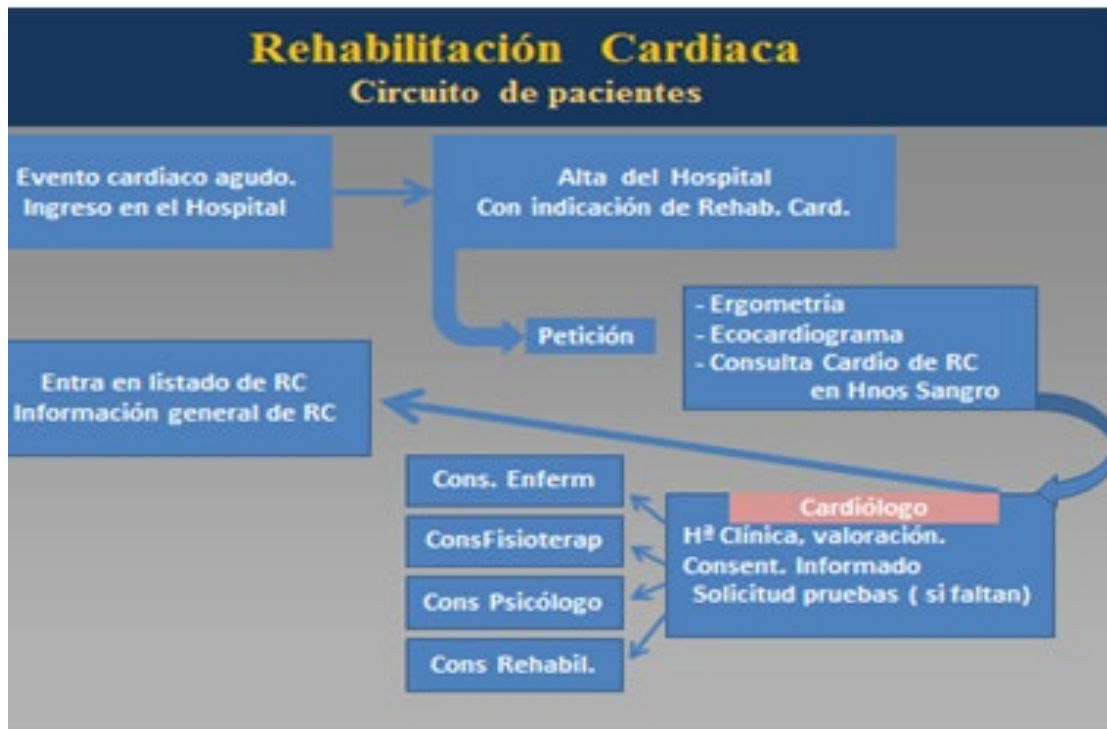 Rehabilitación Cardiaca
Circuito de pacientes
Evento cardiaco agudo.
Ingreso en el Hospital
Alta del Hospital
Con indicación de Rehab. Card.
Petición
- Ergometría
- Ecocardiograma
- Consulta Cardio de RC
en Hnos Sangro
Entra en listado de RC
Información general de RC
Cardiólogo
Hª Clínica, valoración.
Consent. Informado
Solicitud pruebas ( si faltan)
Cons. Enferm
ConsFisioterap
Cons Psicólogo
Cons Rehabil.